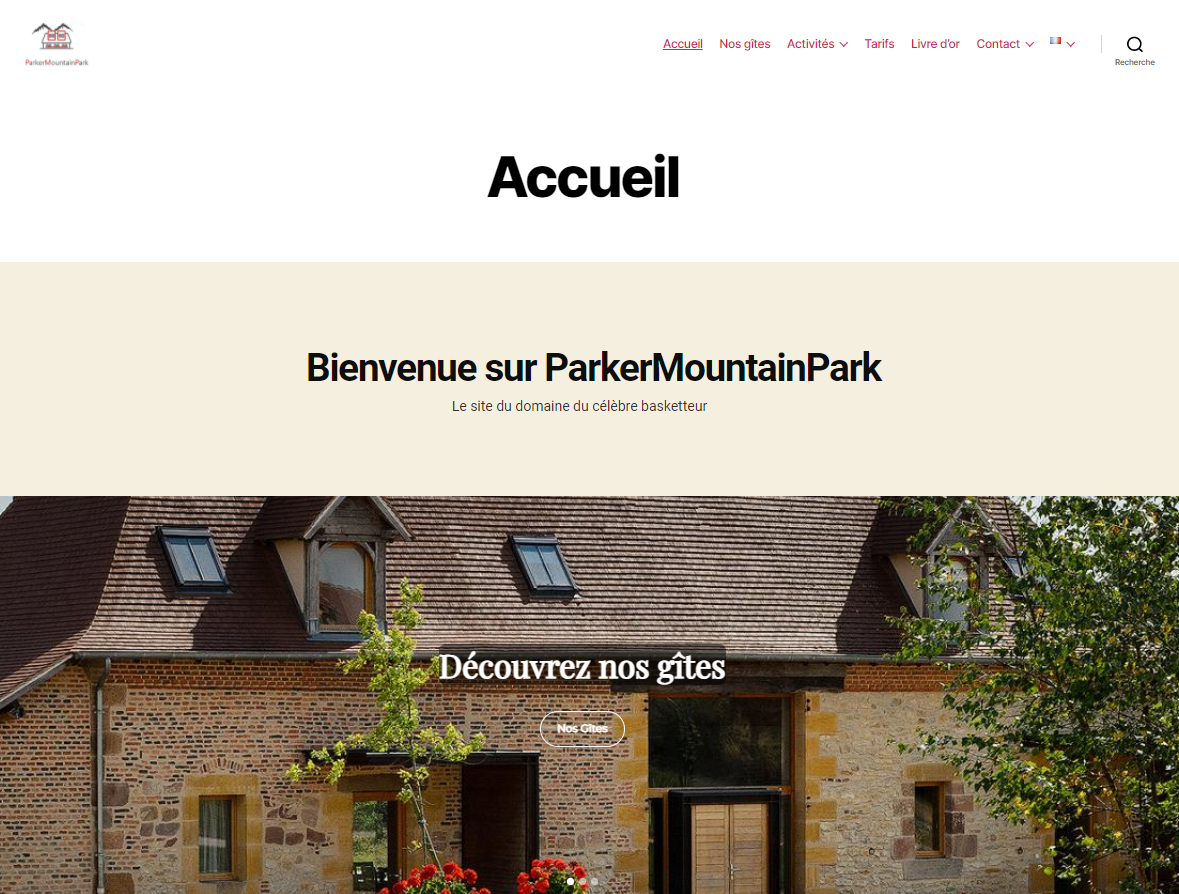 ParkerMountainPark
Accueil Nos gîtes Activités Tarifs Livre d'or Contact
Recherche
Accueil
Bienvenue sur ParkerMountainPark
Le site du domaine du célèbre basketteur
Découvrez nos gîtes
Nos Gîtes